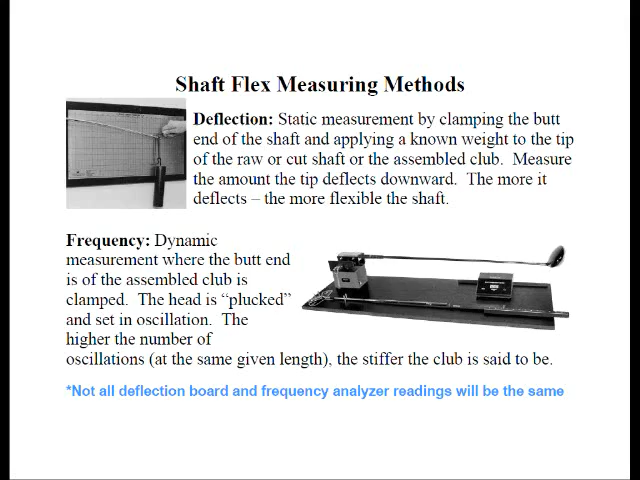 Shaft Flex Measuring Methods
Deflection: Static measurement by clamping the butt
end of the shaft and applying a known weight to the tip
of the raw or cut shaft or the assembled club. Measure
the amount the tip deflects downward. The more it
deflects – the more flexible the shaft.
Frequency: Dynamic
measurement where the butt end
is of the assembled club is
clamped. The head is “plucked”
and set in oscillation. The
higher the number of
oscillations (at the same given length), the stiffer the club is said to be.
*Not all deflection board and frequency analyzer readings will be the same